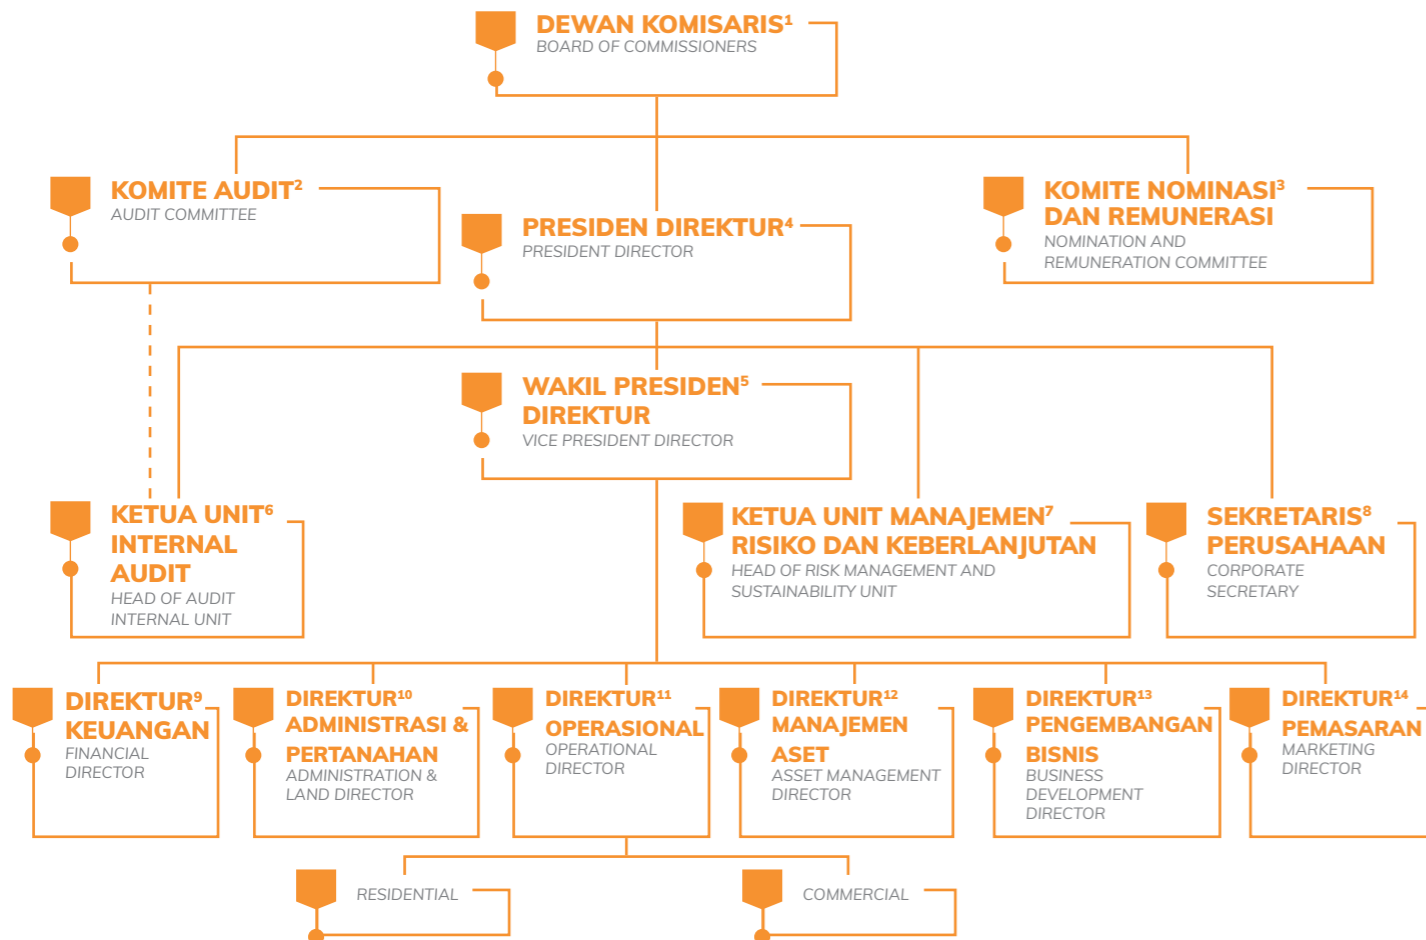 DEWAN KOMISARIS¹
BOARD OF COMMISSIONERS
KOMITE AUDIT²
AUDIT COMMITTEE
PRESIDEN DIREKTUR⁴
PRESIDENT DIRECTOR
KOMITE NOMINASI³
DAN REMUNERASI
NOMINATION AND
REMUNERATION COMMITTEE
WAKIL PRESIDEN⁵
DIREKTUR
VICE PRESIDENT DIRECTOR
KETUA UNIT⁶
INTERNAL
AUDIT
HEAD OF AUDIT
INTERNAL UNIT
KETUA UNIT MANAJEMEN⁷
RISIKO DAN KEBERLANJUTAN
HEAD OF RISK MANAGEMENT AND
SUSTAINABILITY UNIT
SEKRETARIS⁸
PERUSAHAAN
CORPORATE
SECRETARY
DIREKTUR⁹
KEUANGAN
FINANCIAL
DIRECTOR
DIREKTUR¹⁰
ADMINISTRASI &
PERTANAHAN
ADMINISTRATION &
LAND DIRECTOR
DIREKTUR¹¹
OPERASIONAL
OPERATIONAL
DIRECTOR
DIREKTUR¹²
MANAJEMEN
ASET
ASSET MANAGEMENT
DIRECTOR
DIREKTUR¹³
PENGEMBANGAN
BISNIS
BUSINESS
DEVELOPMENT
DIRECTOR
DIREKTUR¹⁴
PEMASARAN
MARKETING
DIRECTOR
RESIDENTIAL
COMMERCIAL